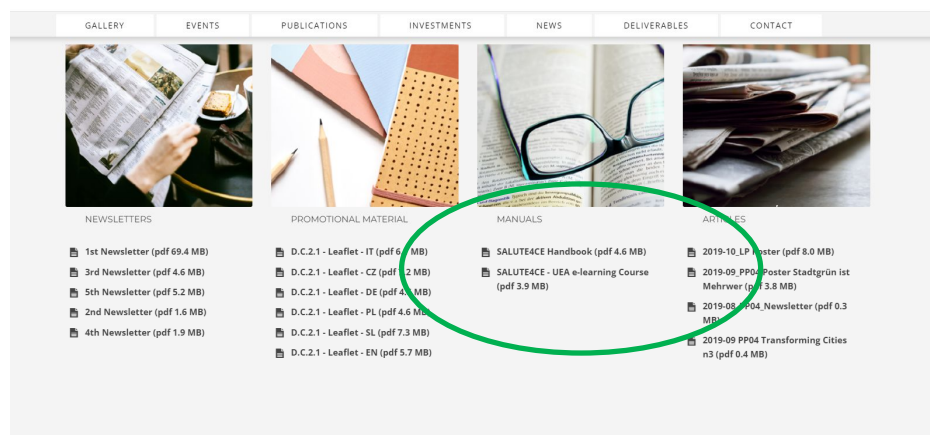 GALLERY EVENTS PUBLICATIONS INVESTMENTS NEWS DELIVERABLES CONTACT
NEWSLETTERS
1st Newsletter (pdf 69.4 MB)
3rd Newsletter (pdf 4.6 MB)
5th Newsletter (pdf 5.2 MB)
2nd Newsletter (pdf 1.6 MB)
4th Newsletter (pdf 1.9 MB)
PROMOTIONAL MATERIAL
D.C.2.1 - Leaflet - IT (pdf MB)
D.C.2.1 - Leaflet - CZ (pdf MB)
D.C.2.1 - Leaflet - DE (pdf MB)
D.C.2.1 - Leaflet - PL (pdf 4.6 MB)
D.C.2.1 - Leaflet - SL (pdf 7.3 MB)
D.C.2.1 - Leaflet - EN (pdf 5.7 MB)
MANUALS
SALUTE4CE Handbook (pdf 4.6 MB)
SALUTE4CE - UEA e-learning Course
(pdf 3.9 MB)
ARTICLES
2019-10_LP Poster (pdf 8.0 MB)
2019-09_PP04 Poster Stadtgrün ist
Mehrwer (pdf 3.8 MB)
2019-08_PP04_Newsletter (pdf 0.3
MB)
2019-09 PP04 Transforming Cities
n3 (pdf 0.4 MB)